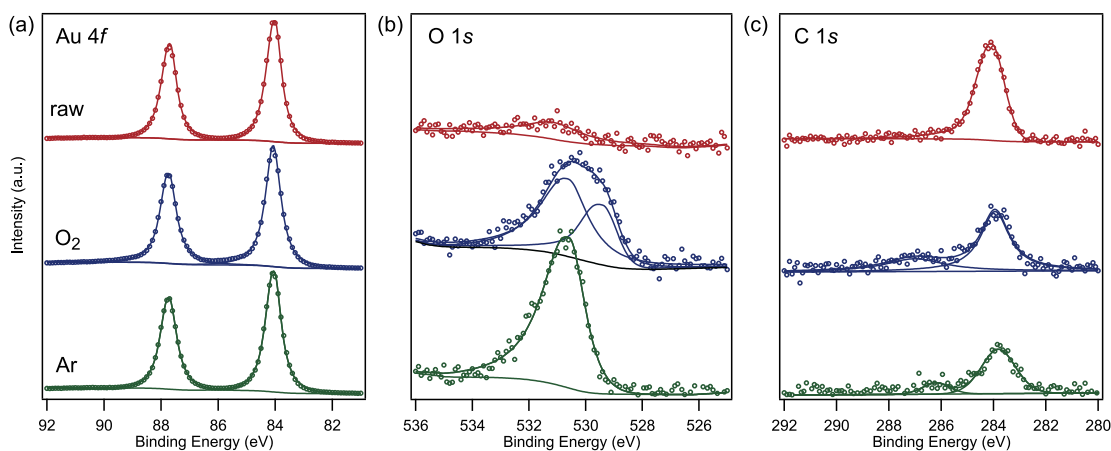 (a)
Au 4f
raw
O2
Ar
Intensity (a.u.)
92 90 88 86 84 82
Binding Energy (eV)
(b)
O 1s
536 534 532 530 528 526
Binding Energy (eV)
(c)
C 1s
292 290 288 286 284 282 280
Binding Energy (eV)